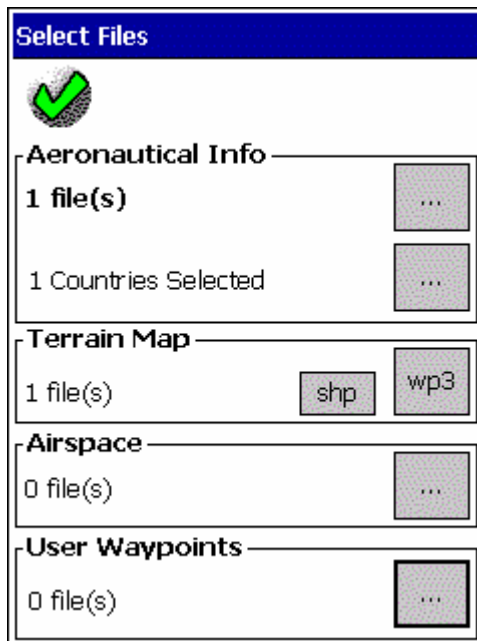 Select Files
Aeronautical Info
1 file(s) ...
1 Countries Selected ...
Terrain Map
1 file(s) shp wp3
Airspace
0 file(s) ...
User Waypoints
0 file(s) ...